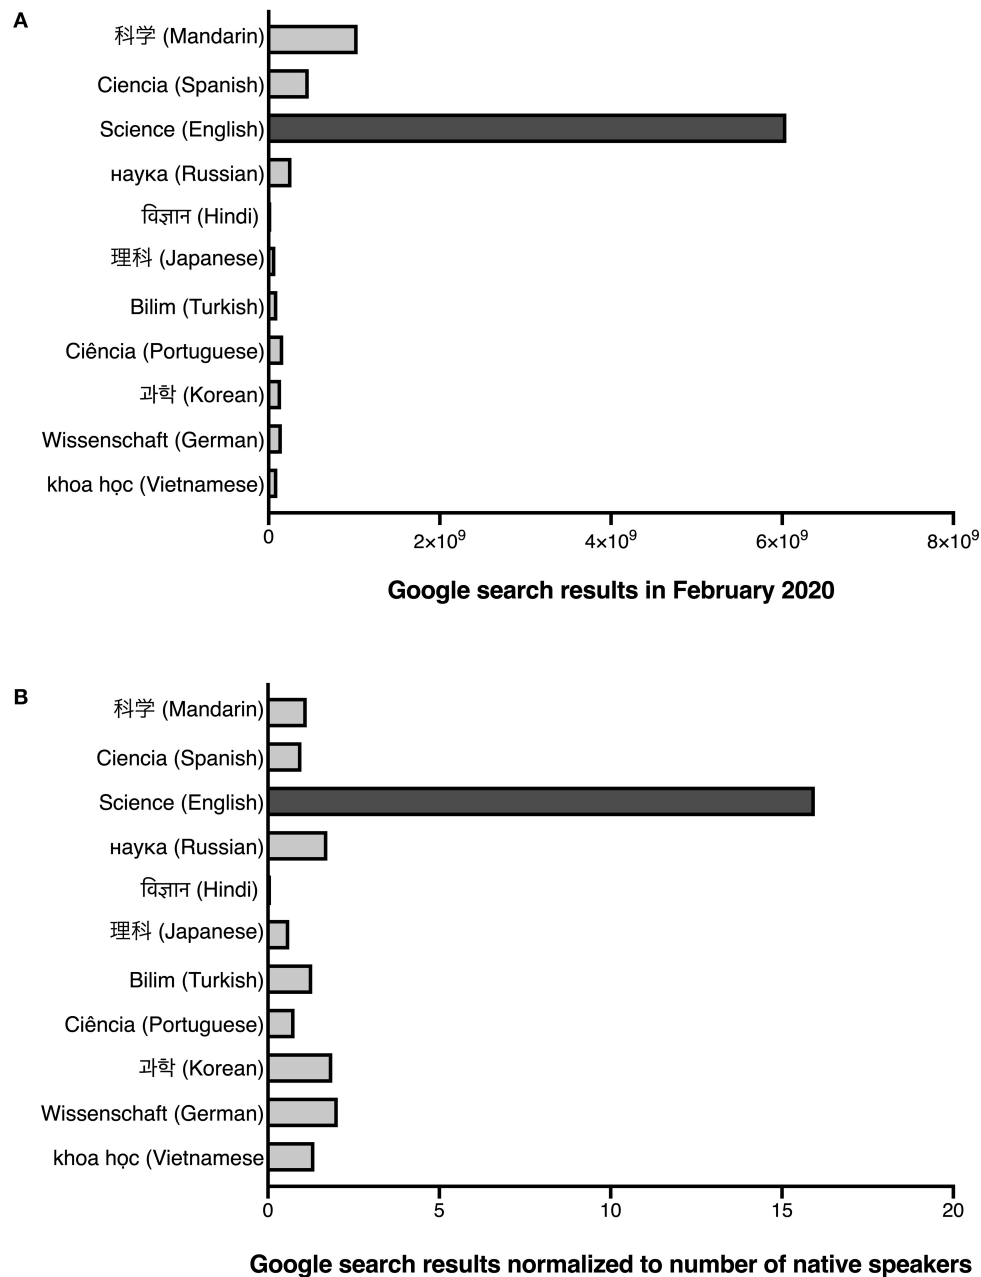 A
科学 (Mandarin)
Ciencia (Spanish)
Science (English)
наука (Russian)
विज्ञान (Hindi)
理科 (Japanese)
Bilim (Turkish)
Ciência (Portuguese)
과학 (Korean)
Wissenschaft (German)
khoa học (Vietnamese)
0 2×10⁹ 4×10⁹ 6×10⁹ 8×10⁹
Google search results in February 2020
B
科学 (Mandarin)
Ciencia (Spanish)
Science (English)
наука (Russian)
विज्ञान (Hindi)
理科 (Japanese)
Bilim (Turkish)
Ciência (Portuguese)
과학 (Korean)
Wissenschaft (German)
khoa học (Vietnamese
0 5 10 15 20
Google search results normalized to number of native speakers